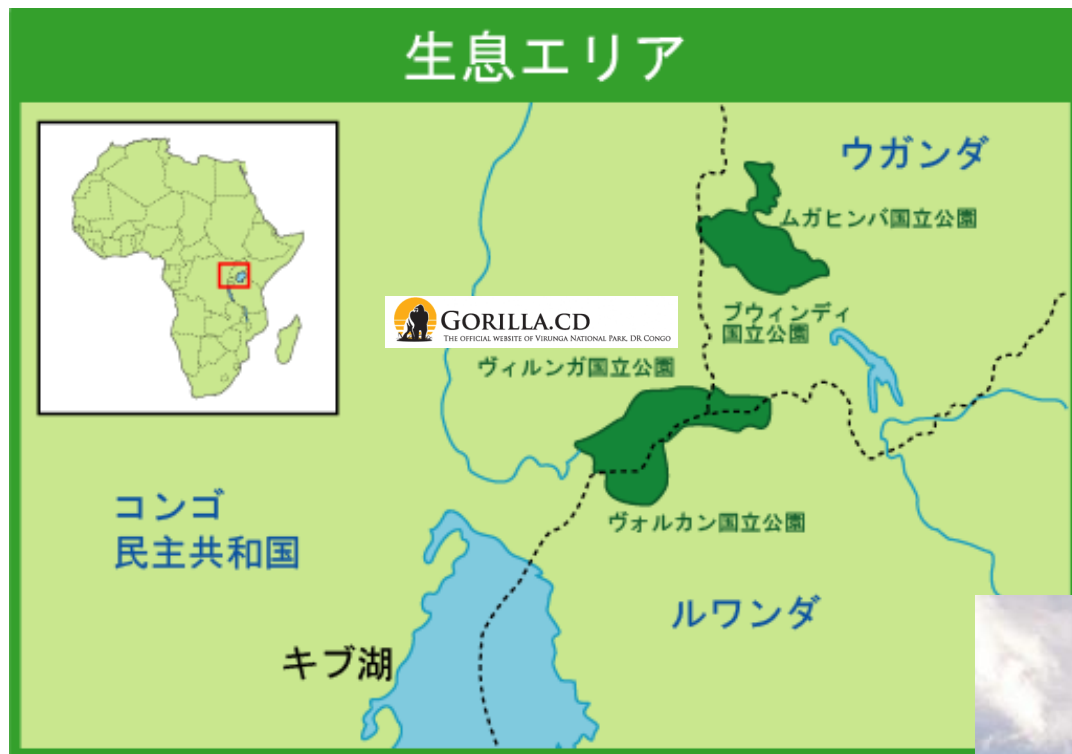 生息エリア
ウガンダ
ムガヒンパ国立公園
ブウィンディ
国立公園
GORILLA.CD
THE OFFICIAL WEBSITE OF VIRUNGA NATIONAL PARK, DR CONGO
ヴィルンガ国立公園
ヴォルカン国立公園
コンゴ
民主共和国
ルワンダ
キブ湖